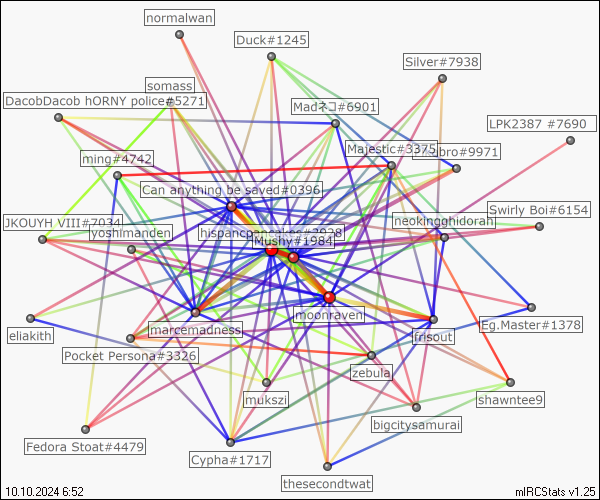 normalwan
Duck#1245
Silver#7938
somass
DacobDacob hORNY police#5271
Madネコ#6901
LPK2387 #7690
Majestic#3375
#9971
ming#4742
Can anything be saved#0396
Swirly Boi#6154
JKOUYH VIII#7034
neokingghidorah
yoshimanden
Mushy#1984
moonraven
Eg.Master#1378
eliakith
marcemadness
frisout
Pocket Persona#3326
zebula
mukszi
shawntee9
bigcitysamurai
Fedora Stoat#4479
Cypha#1717
thesecondtwat
10.10.2024 6:52
mIRCStats v1.25